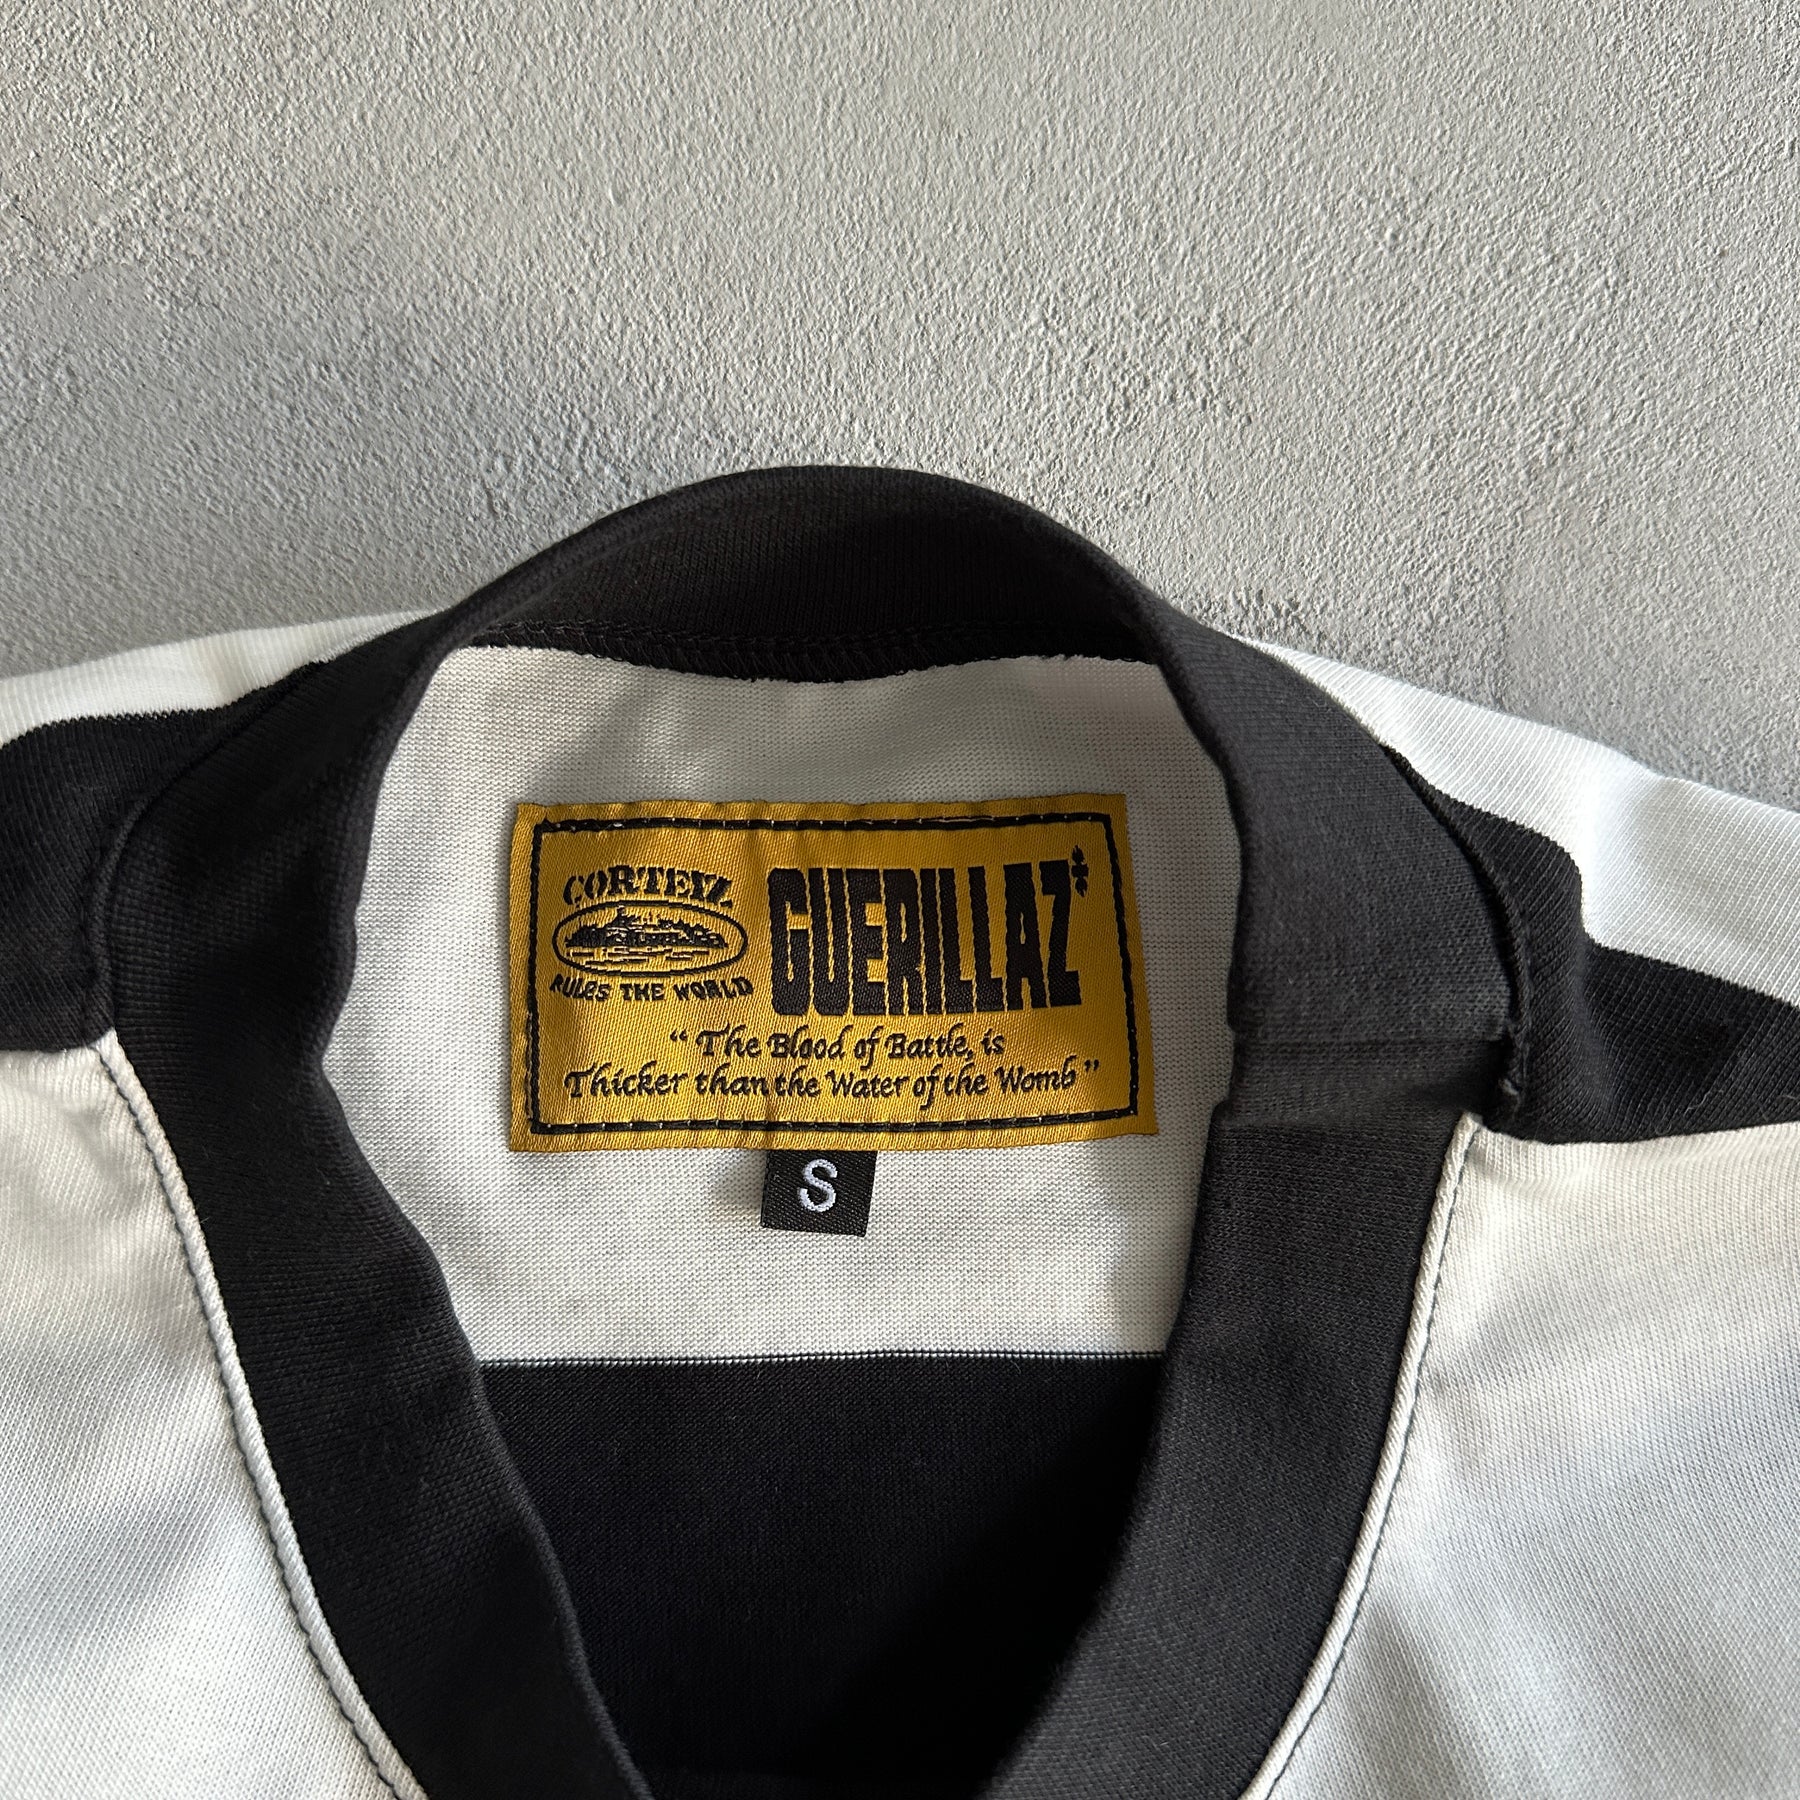 CORTEIZ
RULES THE WORLD
GUERILLAZ
“ The Blood of Battle, is
Thicker than the Water of the Womb ”
S